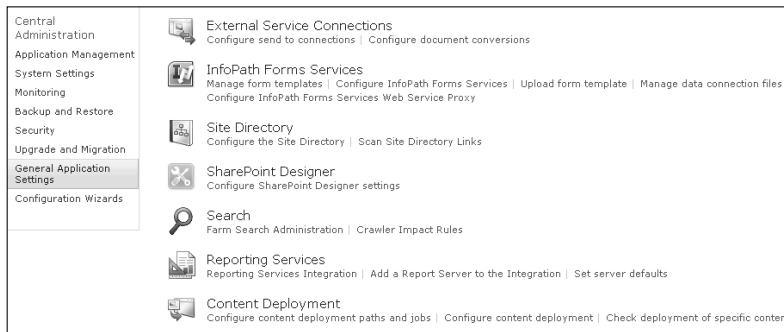 Central
Administration
Application Management
System Settings
Monitoring
Backup and Restore
Security
Upgrade and Migration
General Application
Settings
Configuration Wizards
External Service Connections
Configure send to connections | Configure document conversions
InfoPath Forms Services
Manage form templates | Configure InfoPath Forms Services | Upload form template | Manage data connection files
Configure InfoPath Forms Services Web Service Proxy
Site Directory
Configure the Site Directory | Scan Site Directory Links
SharePoint Designer
Configure SharePoint Designer settings
Search
Farm Search Administration | Crawler Impact Rules
Reporting Services
Reporting Services Integration | Add a Report Server to the Integration | Set server defaults
Content Deployment
Configure content deployment paths and jobs | Configure content deployment | Check deployment of specific